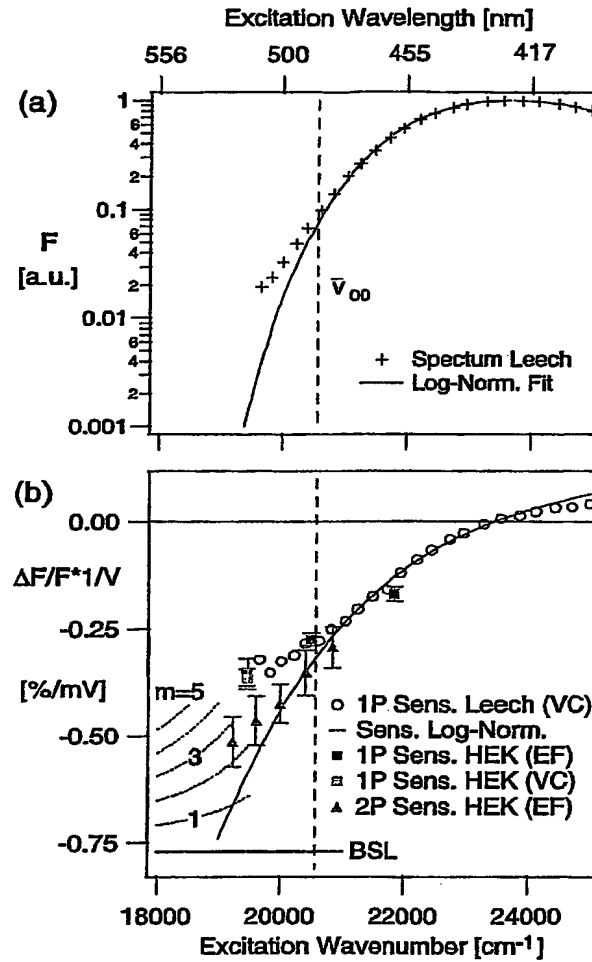 Excitation Wavelength [nm]
556 500 455 417
(a)
1
6
4
2
0.1
6
4
2
0.01
6
4
2
0.001
F
[a.u.]
ν̄00
+ Spectum Leech
— Log-Norm. Fit
(b)
0.00
ΔF/F*1/V
-0.25
[%/mV]
m=5
-0.50
3
1
-0.75
1P Sens. Leech (VC)
Sens. Log-Norm.
1P Sens. HEK (EF)
1P Sens. HEK (VC)
2P Sens. HEK (EF)
BSL
18000 20000 22000 24000
Excitation Wavenumber [cm⁻¹]